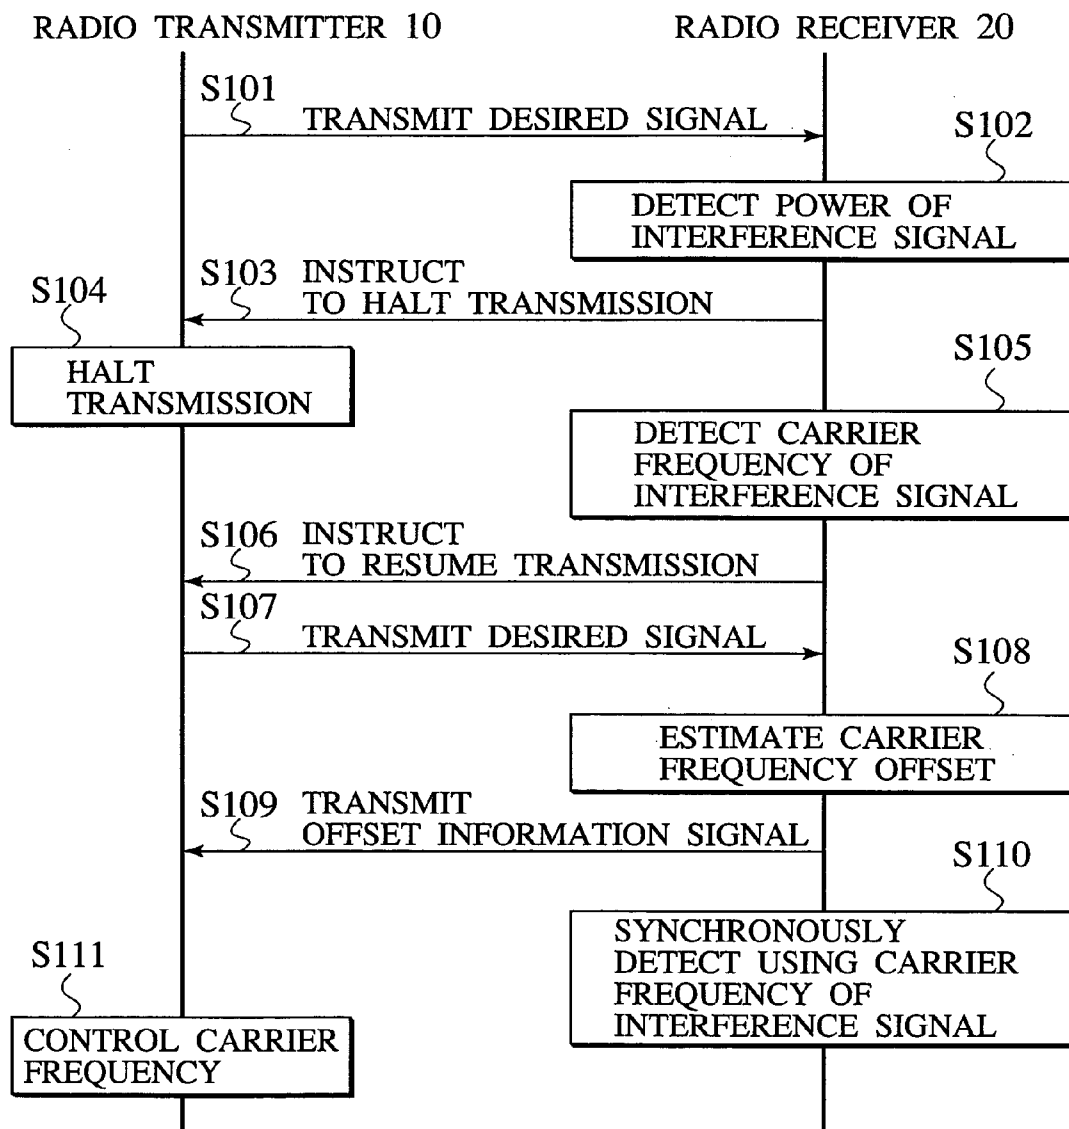 RADIO TRANSMITTER 10
RADIO RECEIVER 20
S101
TRANSMIT DESIRED SIGNAL
S102
DETECT POWER OF
INTERFERENCE SIGNAL
S103
INSTRUCT
TO HALT TRANSMISSION
S104
HALT
TRANSMISSION
S105
DETECT CARRIER
FREQUENCY OF
INTERFERENCE SIGNAL
S106
INSTRUCT
TO RESUME TRANSMISSION
S107
TRANSMIT DESIRED SIGNAL
S108
ESTIMATE CARRIER
FREQUENCY OFFSET
S109
TRANSMIT
OFFSET INFORMATION SIGNAL
S110
SYNCHRONOUSLY
DETECT USING CARRIER
FREQUENCY OF
INTERFERENCE SIGNAL
S111
CONTROL CARRIER
FREQUENCY